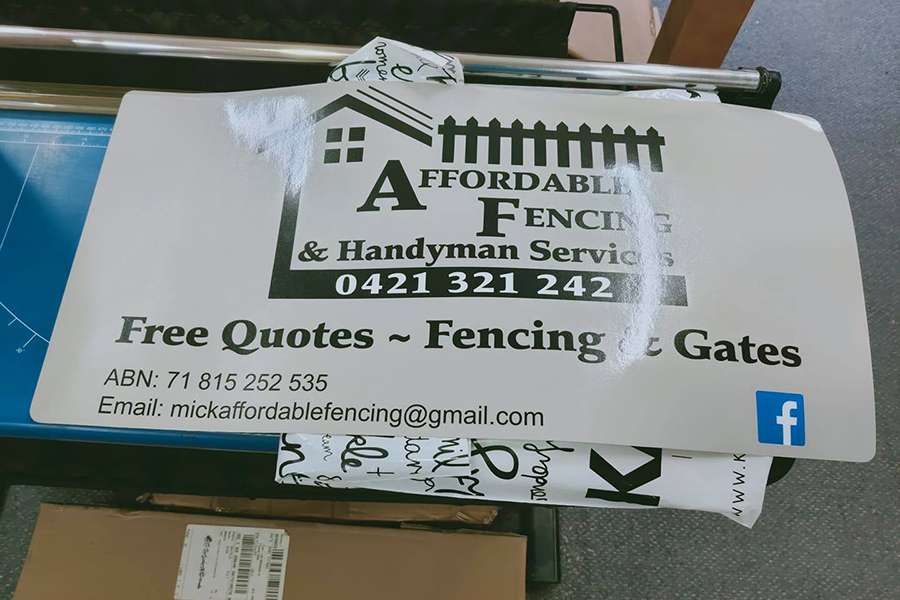 AFFORDABLE
FENCING
& Handyman Services
0421 321 242
Free Quotes ~ Fencing & Gates
ABN: 71 815 252 535
Email: mickaffordablefencing@gmail.com
f